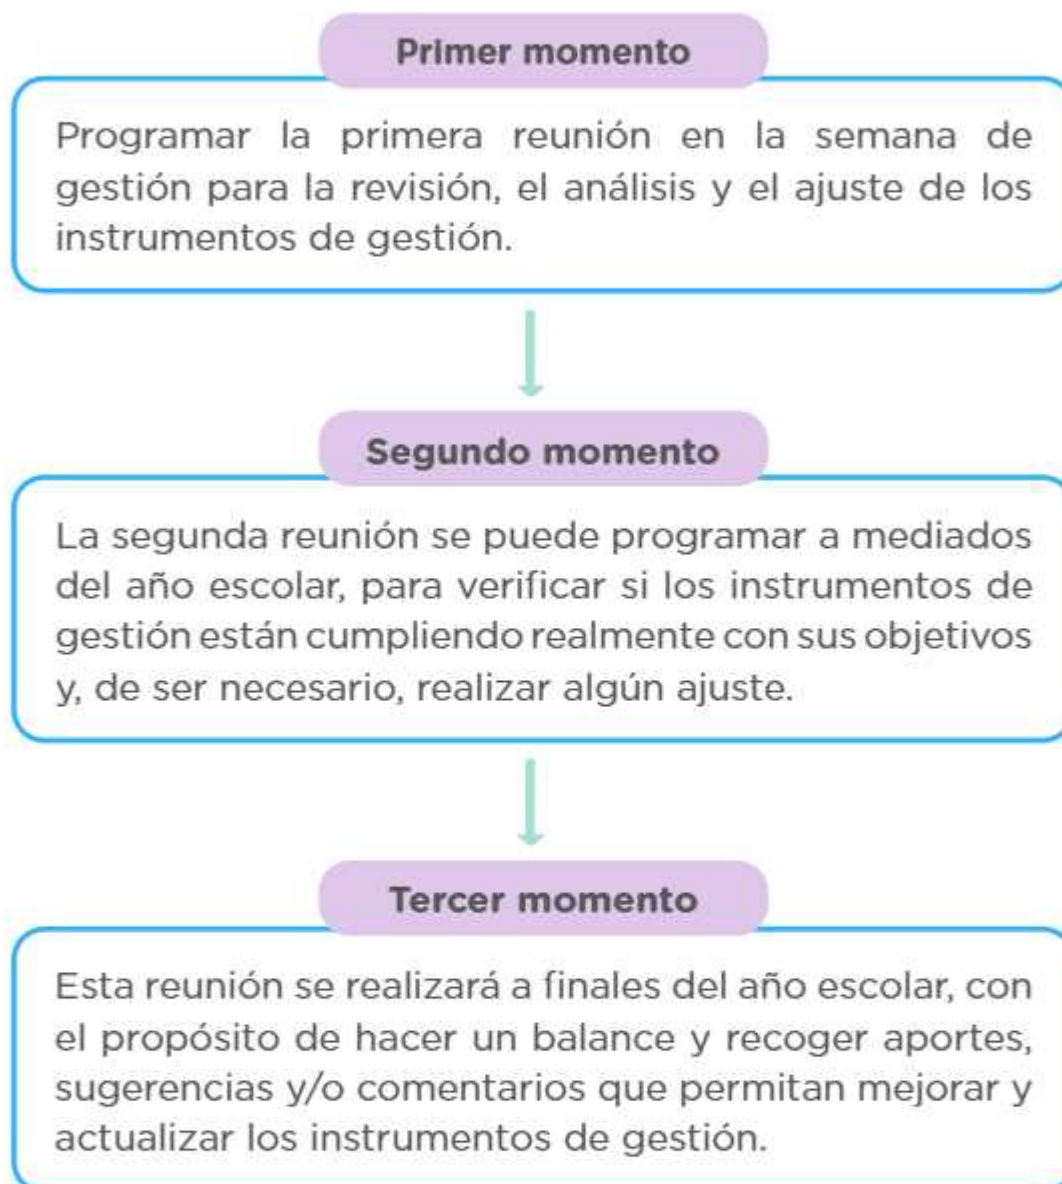 Primer momento
Programar la primera reunión en la semana de
gestión para la revisión, el análisis y el ajuste de los
instrumentos de gestión.
Segundo momento
La segunda reunión se puede programar a mediados
del año escolar, para verificar si los instrumentos de
gestión están cumpliendo realmente con sus objetivos
y, de ser necesario, realizar algún ajuste.
Tercer momento
Esta reunión se realizará a finales del año escolar, con
el propósito de hacer un balance y recoger aportes,
sugerencias y/o comentarios que permitan mejorar y
actualizar los instrumentos de gestión.